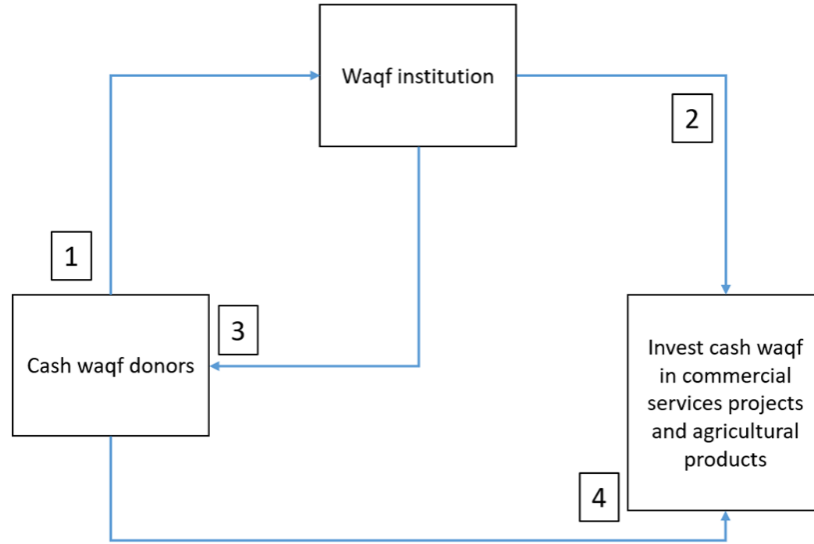 Waqf institution
2
1
3
Cash waqf donors
Invest cash waqf
in commercial
services projects
and agricultural
products
4